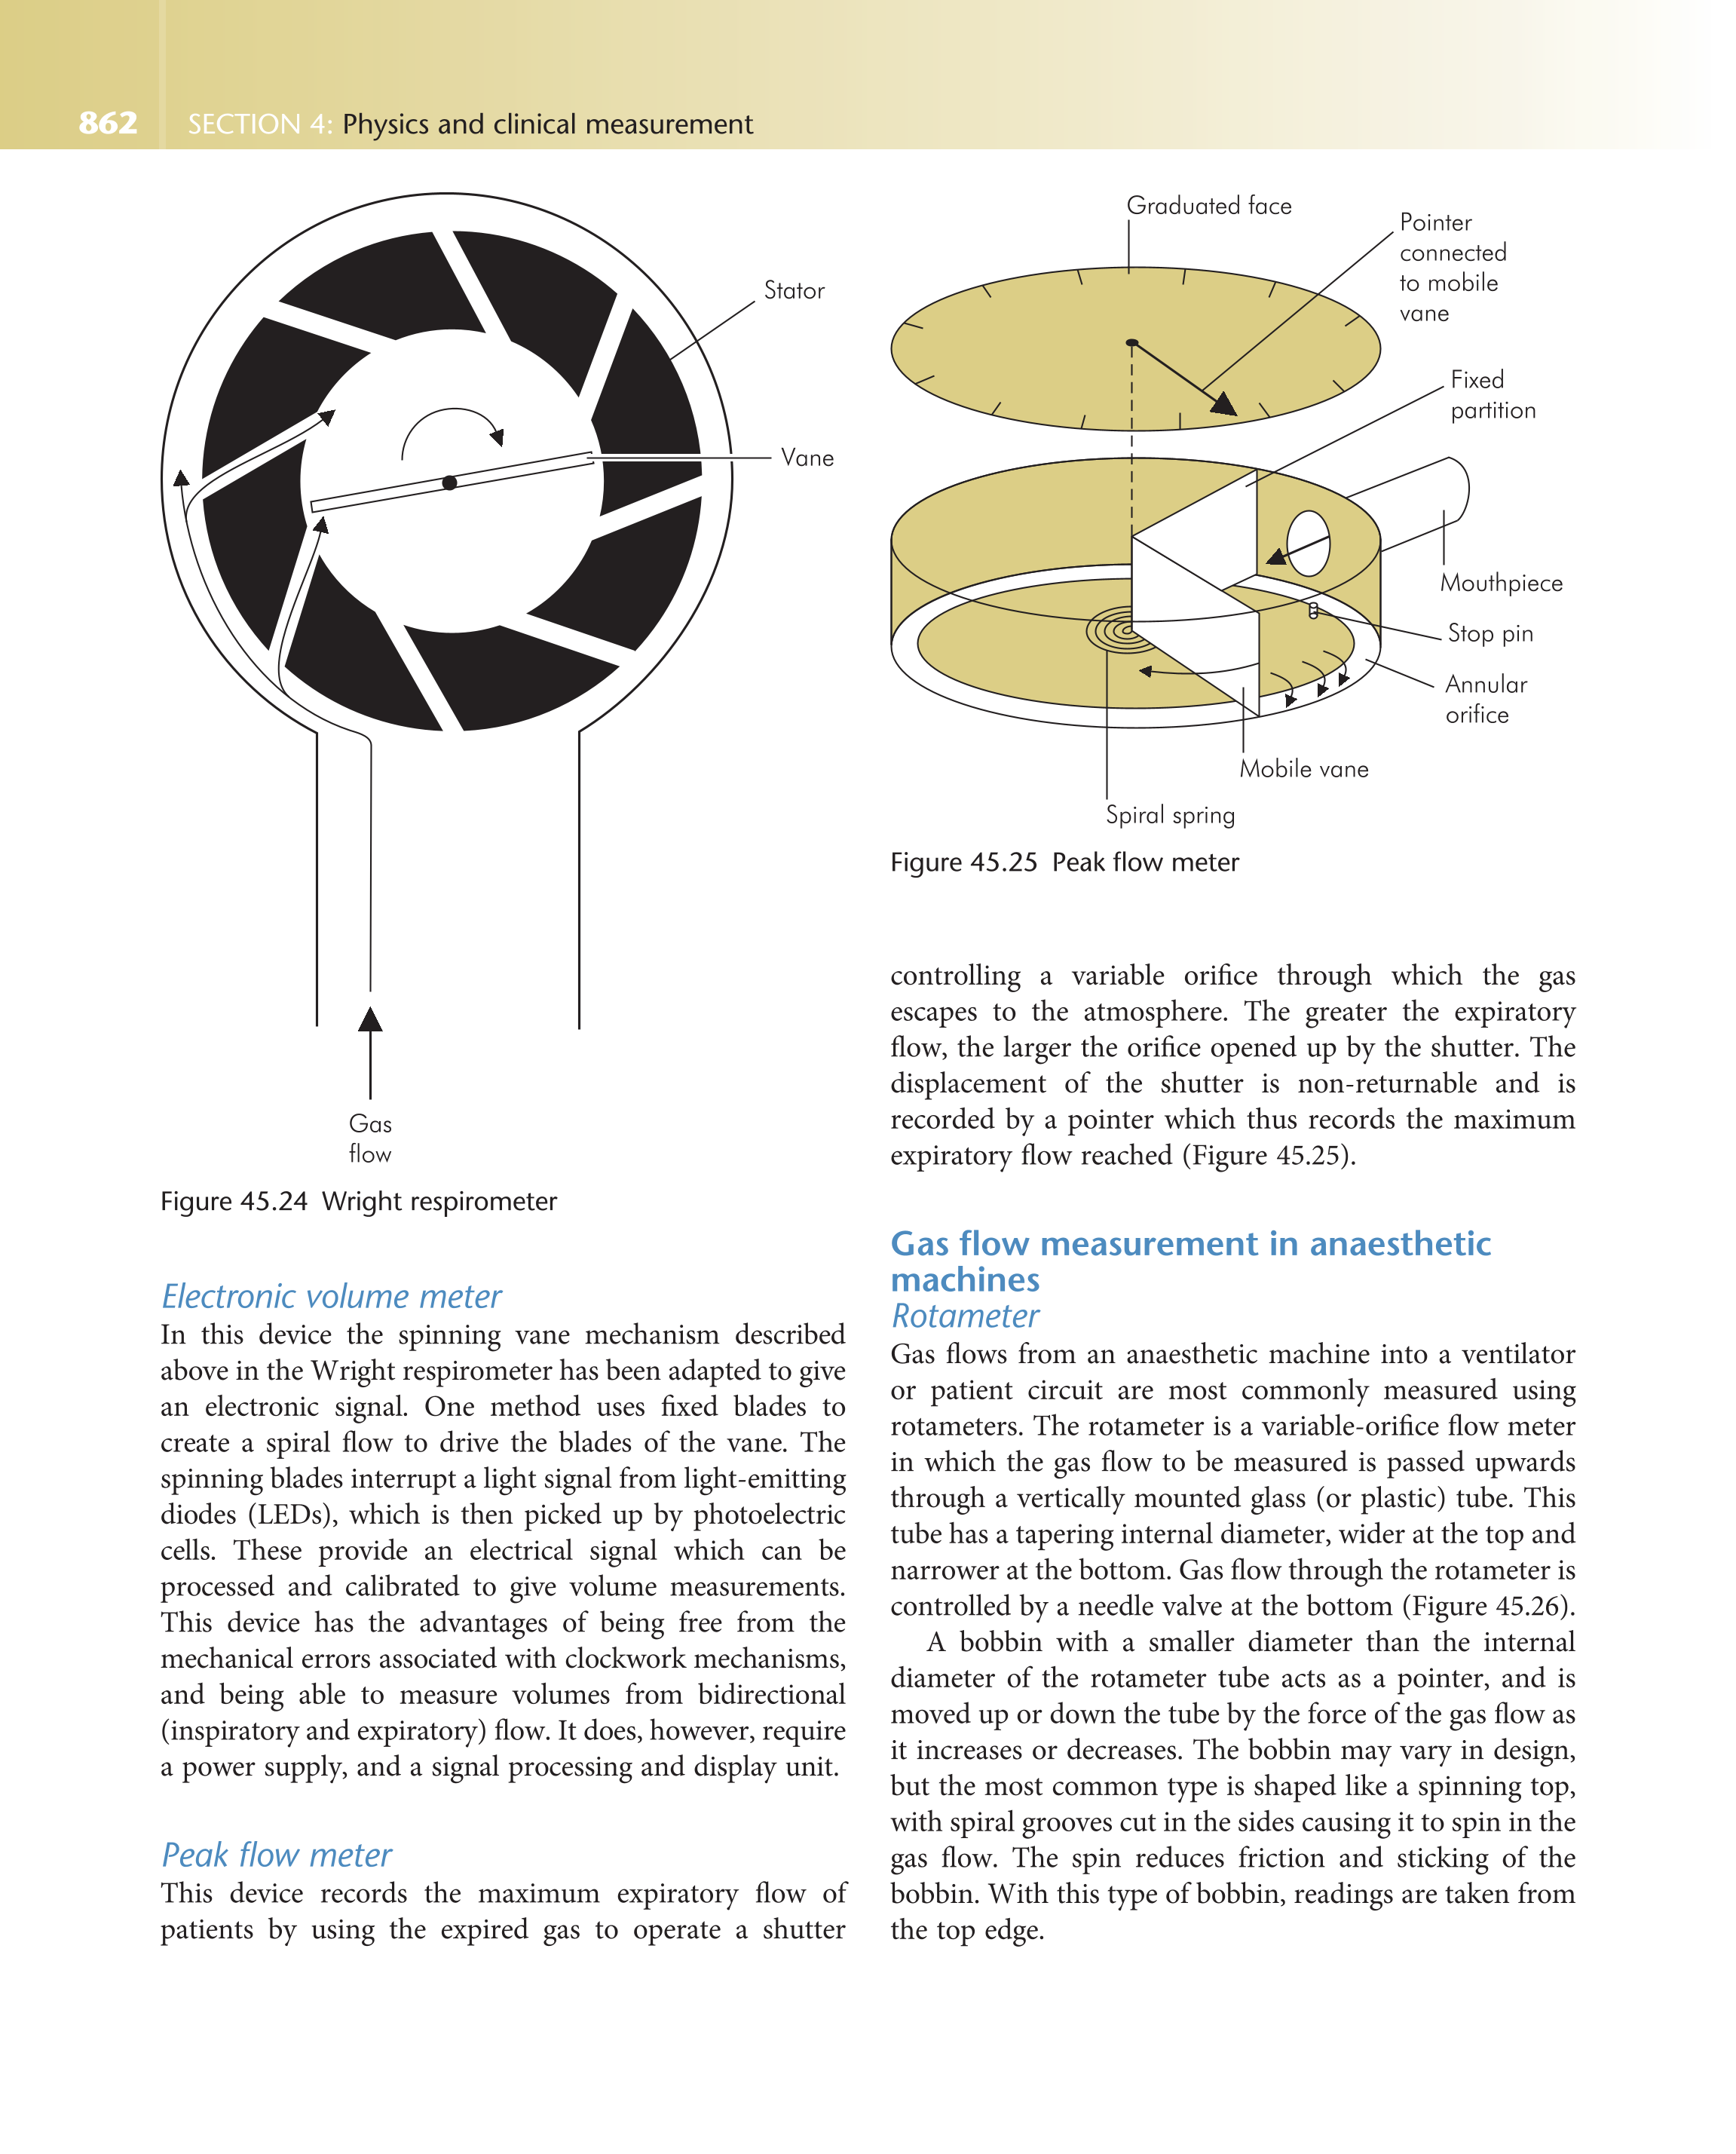 862 SECTION 4: Physics and clinical measurement
Stator
Vane
Gas
flow
Figure 45.24 Wright respirometer
Electronic volume meter
In this device the spinning vane mechanism described
above in the Wright respirometer has been adapted to give
an electronic signal. One method uses fixed blades to
create a spiral flow to drive the blades of the vane. The
spinning blades interrupt a light signal from light-emitting
diodes (LEDs), which is then picked up by photoelectric
cells. These provide an electrical signal which can be
processed and calibrated to give volume measurements.
This device has the advantages of being free from the
mechanical errors associated with clockwork mechanisms,
and being able to measure volumes from bidirectional
(inspiratory and expiratory) flow. It does, however, require
a power supply, and a signal processing and display unit.
Peak flow meter
This device records the maximum expiratory flow of
patients by using the expired gas to operate a shutter
Graduated face
Pointer
connected
to mobile
vane
Fixed
partition
Mouthpiece
Stop pin
Annular
orifice
Mobile vane
Spiral spring
Figure 45.25 Peak flow meter
controlling a variable orifice through which the gas
escapes to the atmosphere. The greater the expiratory
flow, the larger the orifice opened up by the shutter. The
displacement of the shutter is non-returnable and is
recorded by a pointer which thus records the maximum
expiratory flow reached (Figure 45.25).
Gas flow measurement in anaesthetic
machines
Rotameter
Gas flows from an anaesthetic machine into a ventilator
or patient circuit are most commonly measured using
rotameters. The rotameter is a variable-orifice flow meter
in which the gas flow to be measured is passed upwards
through a vertically mounted glass (or plastic) tube. This
tube has a tapering internal diameter, wider at the top and
narrower at the bottom. Gas flow through the rotameter is
controlled by a needle valve at the bottom (Figure 45.26).
A bobbin with a smaller diameter than the internal
diameter of the rotameter tube acts as a pointer, and is
moved up or down the tube by the force of the gas flow as
it increases or decreases. The bobbin may vary in design,
but the most common type is shaped like a spinning top,
with spiral grooves cut in the sides causing it to spin in the
gas flow. The spin reduces friction and sticking of the
bobbin. With this type of bobbin, readings are taken from
the top edge.